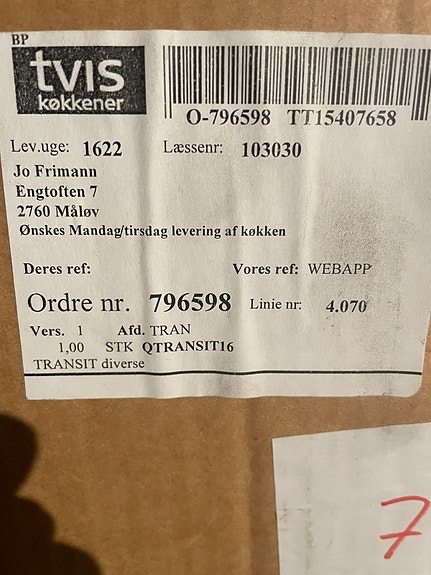 BP
tvis
køkkener
O-796598 TT15407658
Lev.uge: 1622 Læssenr: 103030
Jo Frimann
Engtoften 7
2760 Måløv
Ønskes Mandag/tirsdag levering af køkken
Deres ref: Vores ref: WEBAPP
Ordre nr. 796598 Linie nr: 4.070
Vers. 1 Afd. TRAN
1,00 STK QTRANSIT16
TRANSIT diverse
7